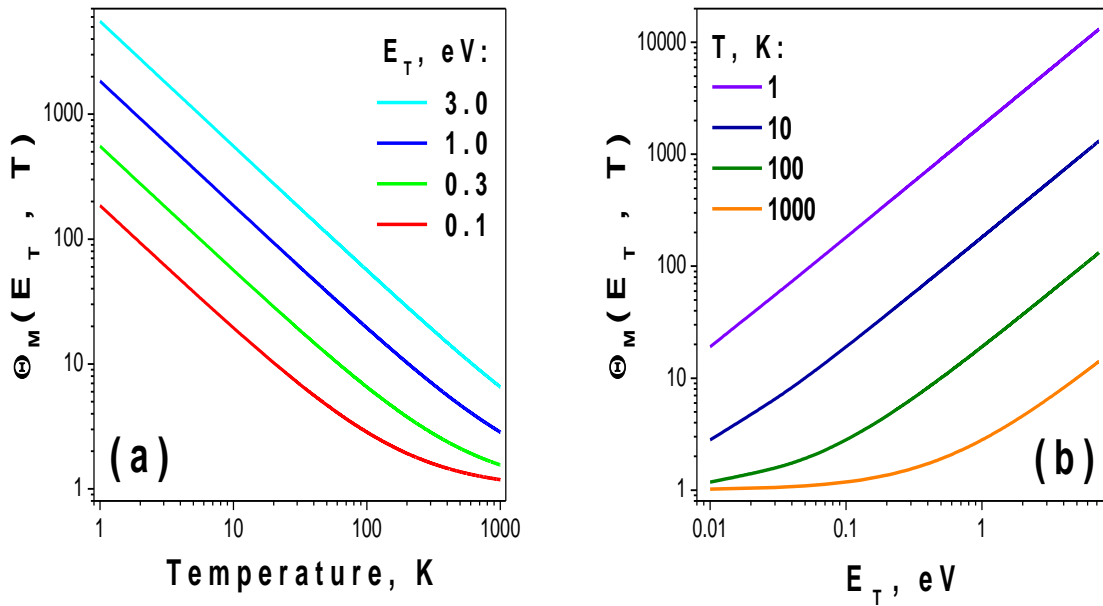 Θ_M(E_T, T)
1000
100
10
1
E_T, eV:
3.0
1.0
0.3
0.1
(a)
1 10 100 1000
Temperature, K
Θ_M(E_T, T)
10000
1000
100
10
1
T, K:
1
10
100
1000
(b)
0.01 0.1 1
E_T, eV